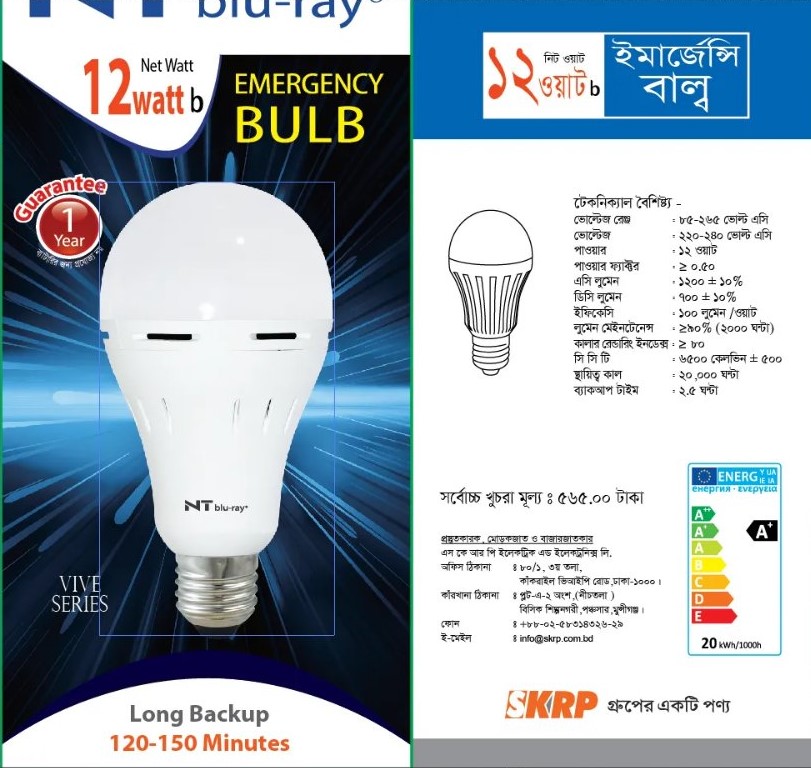 NT blu-ray®
Net Watt
12 watt b
EMERGENCY
BULB
Guarantee
1
Year
NT blu-ray®
VIVE
SERIES
Long Backup
120-150 Minutes
নিট ওয়াট
১২
ওয়াট b
ইমার্জেন্সি
বাল্ব
টেকনিক্যাল বৈশিষ্ট্য -
ভোল্টেজ রেঞ্জ : ৮৫-২৬৫ ভোল্ট এসি
ভোল্টেজ : ২২০-২৪০ ভোল্ট এসি
পাওয়ার : ১২ ওয়াট
পাওয়ার ফ্যাক্টর : ≥ ০.৫০
এসি লুমেন : ১২০০ ± ১০%
ডিসি লুমেন : ৭০০ ± ১০%
ইফিকেসি : ১০০ লুমেন /ওয়াট
লুমেন মেইনটেনেন্স : ≥৯০% (২০০০ ঘন্টা)
কালার রেন্ডারিং ইনডেক্স : ≥ ৮০
সি সি টি : ৬৫০০ কেলভিন ± ৫০০
স্থায়িত্ব কাল : ২০,০০০ ঘন্টা
ব্যাকআপ টাইম : ২.৫ ঘন্টা
সর্বোচ্চ খুচরা মূল্য ঃ ৫৬৫.০০ টাকা
প্রস্তুতকারক, মোড়কজাত ও বাজারজাতকার
এস কে আর পি ইলেকট্রিক এন্ড ইলেকট্রনিক্স লি.
অফিস ঠিকানা ঃ ৮০/১, ৩য় তলা,
কাঁকরাইল ভিআইপি রোড,ঢাকা-১০০০।
কাঁরখানা ঠিকানা ঃ প্লট-এ-২ অংশ,(নীচতলা )
বিসিক শিল্পনগরী,পঞ্চসার,মুন্সীগঞ্জ।
ফোন ঃ +৮৮-০২-৫৮৩১৪৩২৬-২৯
ই-মেইল ঃ info@skrp.com.bd
ENERG Y UA
IE IA
енергия · ενεργεια
A++
A+
A
B
C
D
E
A+
20 kWh/1000h
SKRP গ্রুপের একটি পণ্য